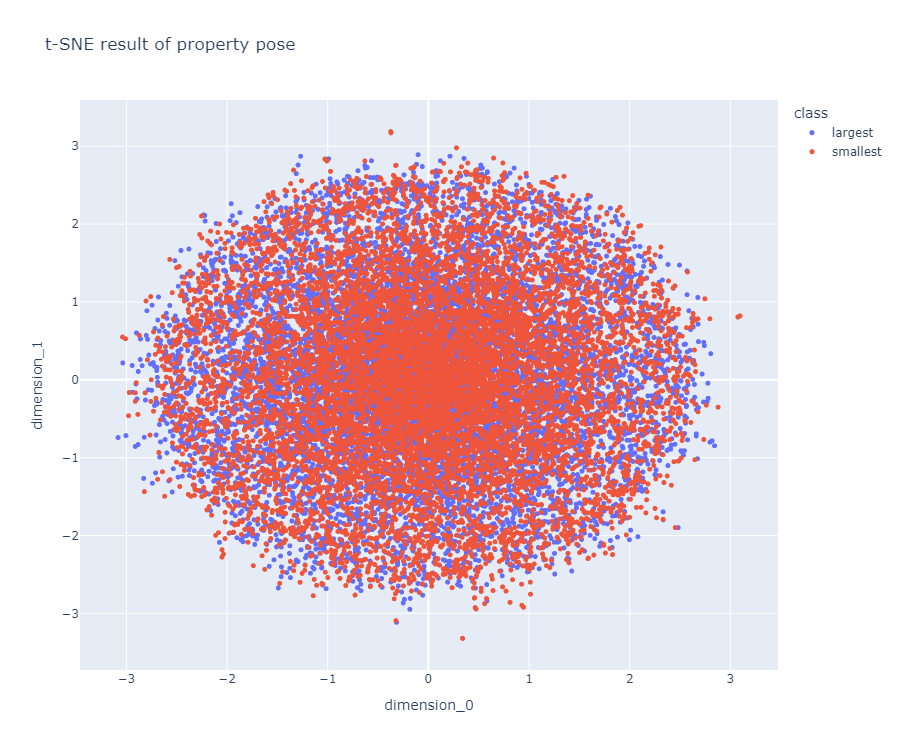 t-SNE result of property pose
class
largest
smallest
3
2
1
0
−1
−2
−3
dimension_1
−3
−2
−1
0
1
2
3
dimension_0